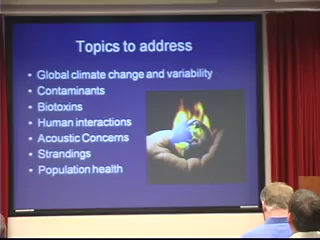 Topics to address
• Global climate change and variability
• Contaminants
• Biotoxins
• Human interactions
• Acoustic Concerns
• Strandings
• Population health